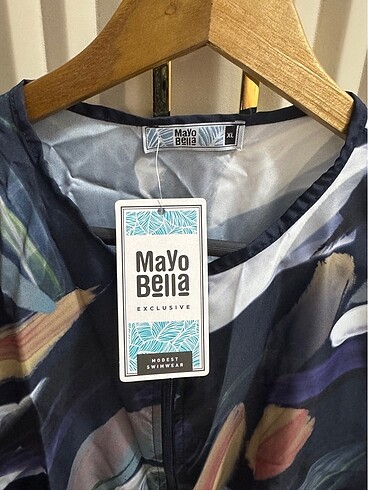 MaYo
BeLLa
XL
MaYo
BeLLa
EXCLUSIVE
MODEST
SWIMWEAR